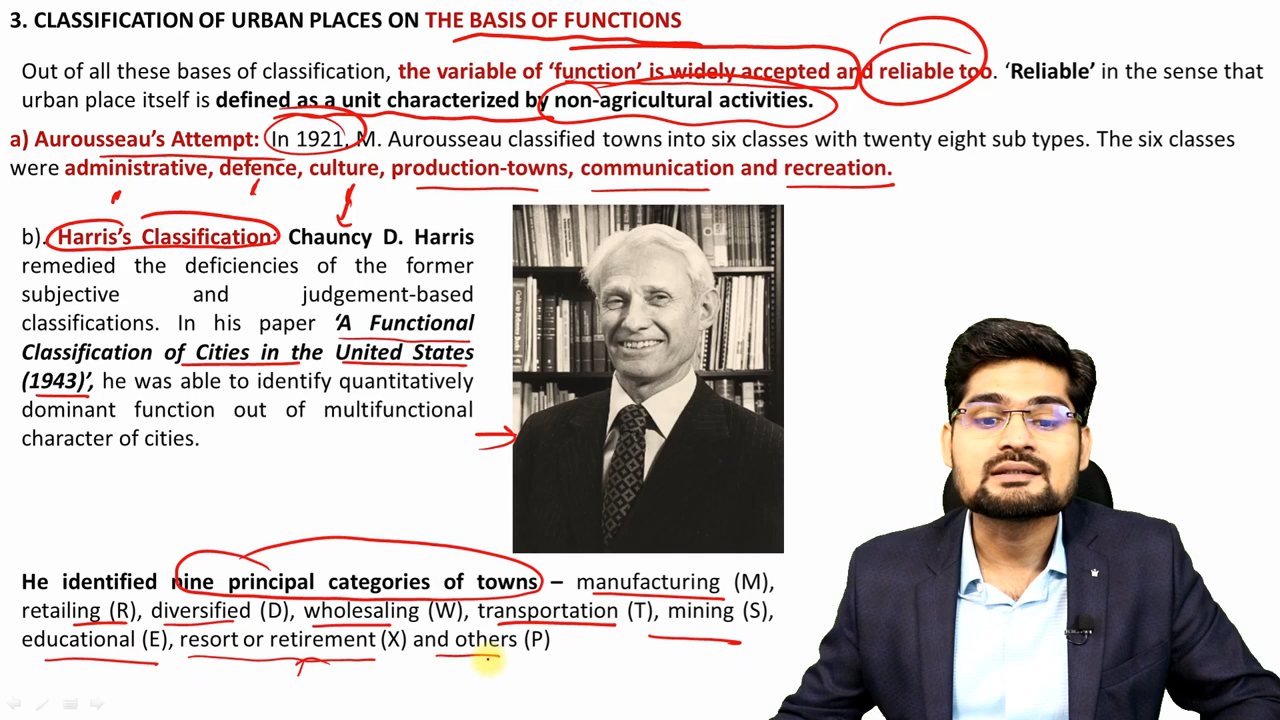 3. CLASSIFICATION OF URBAN PLACES ON THE BASIS OF FUNCTIONS
Out of all these bases of classification, the variable of ‘function’ is widely accepted and reliable too. ‘Reliable’ in the sense that
urban place itself is defined as a unit characterized by non-agricultural activities.
a) Aurousseau’s Attempt: In 1921, M. Aurousseau classified towns into six classes with twenty eight sub types. The six classes
were administrative, defence, culture, production-towns, communication and recreation.
b). Harris’s Classification: Chauncy D. Harris
remedied the deficiencies of the former
subjective and judgement-based
classifications. In his paper ‘A Functional
Classification of Cities in the United States
(1943)’, he was able to identify quantitatively
dominant function out of multifunctional
character of cities.
He identified nine principal categories of towns – manufacturing (M),
retailing (R), diversified (D), wholesaling (W), transportation (T), mining (S),
educational (E), resort or retirement (X) and others (P)